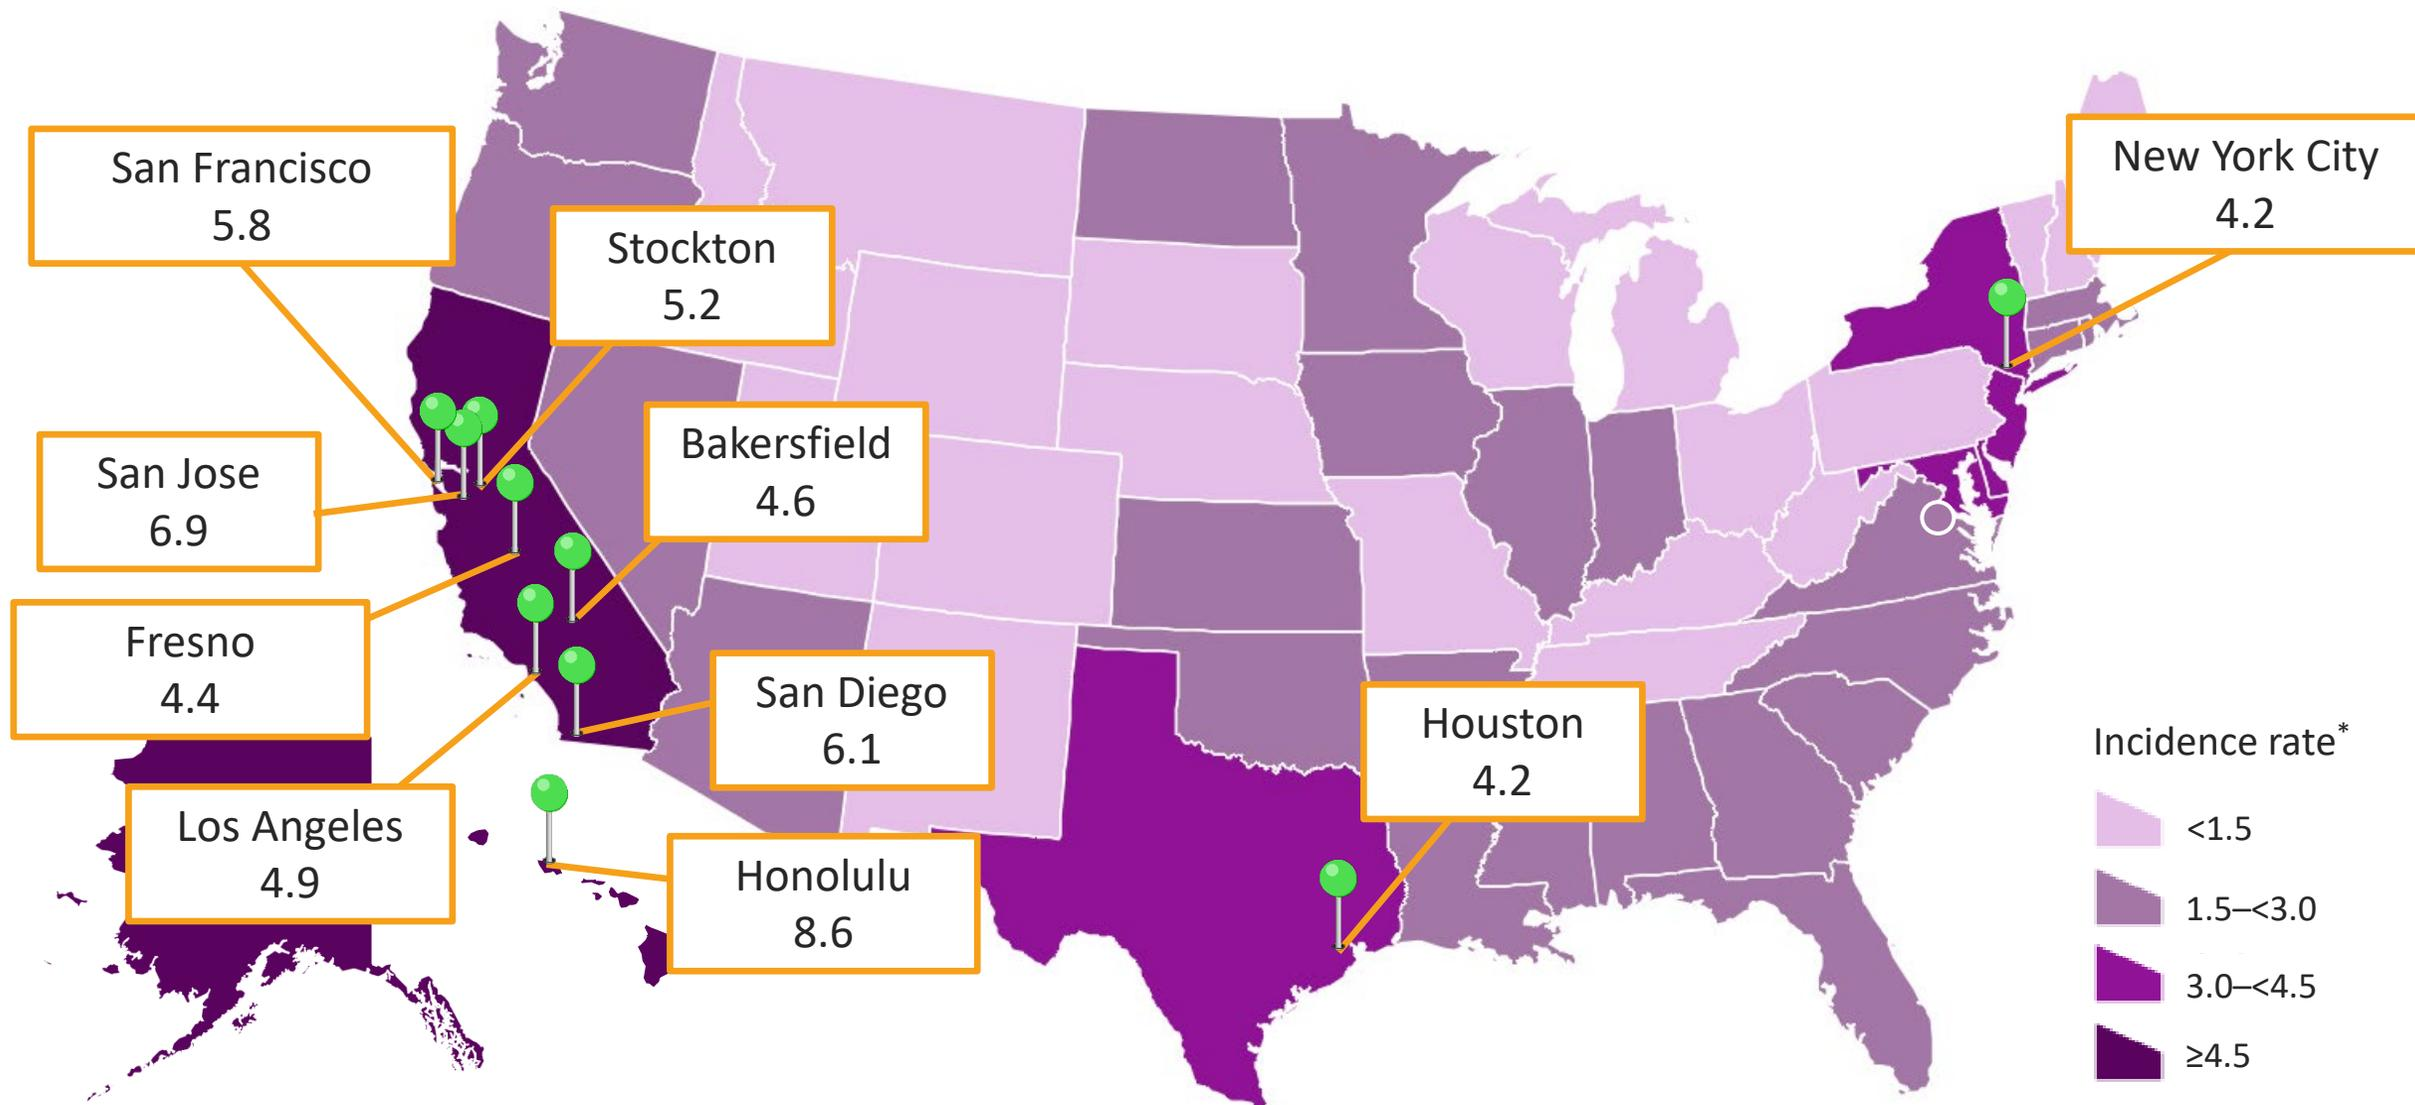 San Francisco
5.8
Stockton
5.2
New York City
4.2
San Jose
6.9
Bakersfield
4.6
Fresno
4.4
San Diego
6.1
Houston
4.2
Los Angeles
4.9
Honolulu
8.6
Incidence rate*
<1.5
1.5–<3.0
3.0–<4.5
≥4.5